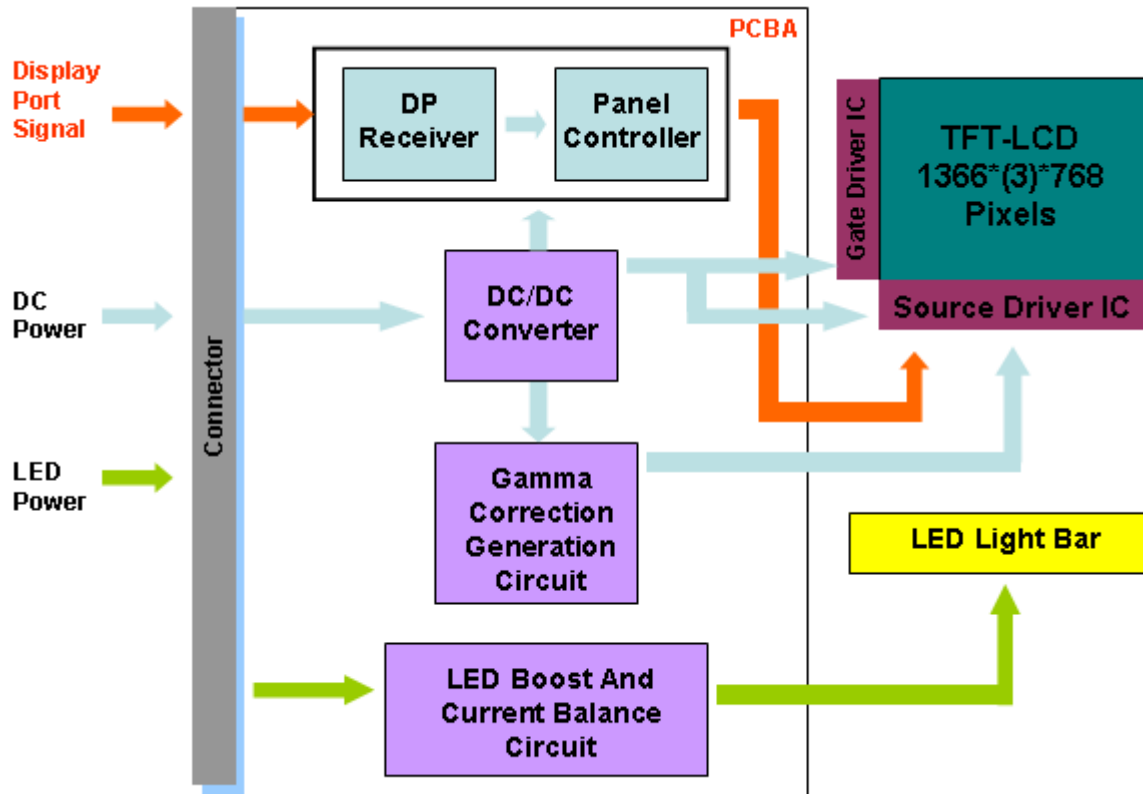 PCBA
Display
Port
Signal
DP
Receiver
Panel
Controller
Gate Driver IC
TFT-LCD
1366*(3)*768
Pixels
Source Driver IC
DC
Power
DC/DC
Converter
Connector
LED
Power
Gamma
Correction
Generation
Circuit
LED Light Bar
LED Boost And
Current Balance
Circuit